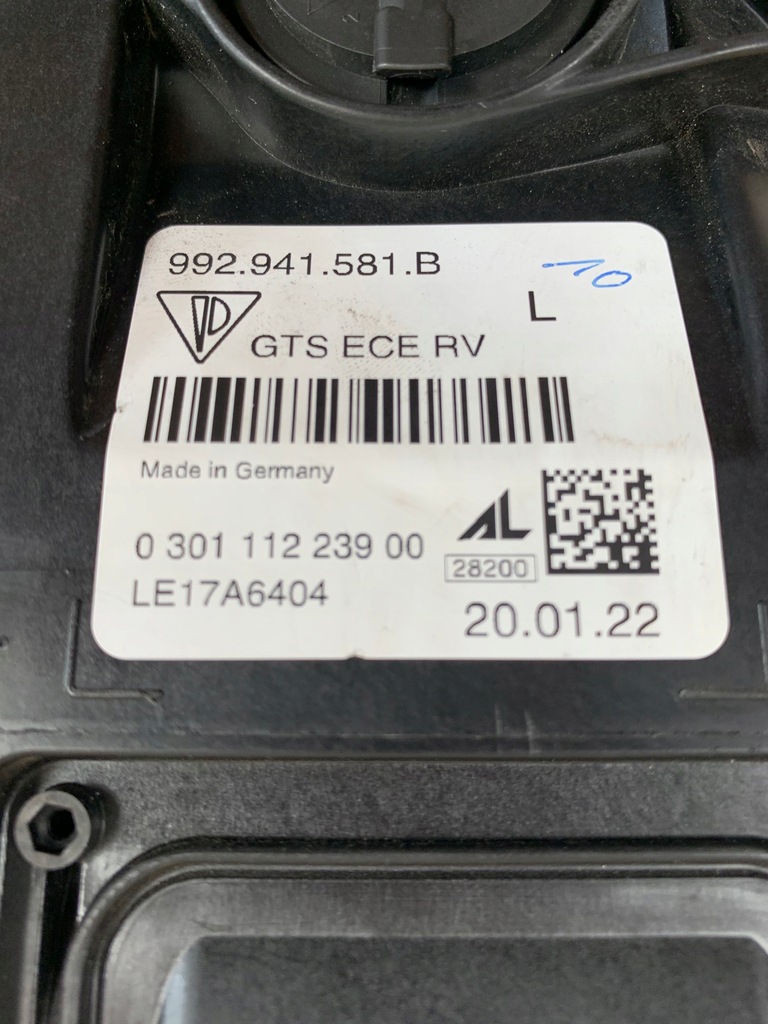 2
992.941.581.B
10
L
GTS ECE RV
Made in Germany
AL
0 301 112 239 00
28200
LE17A6404
20.01.22